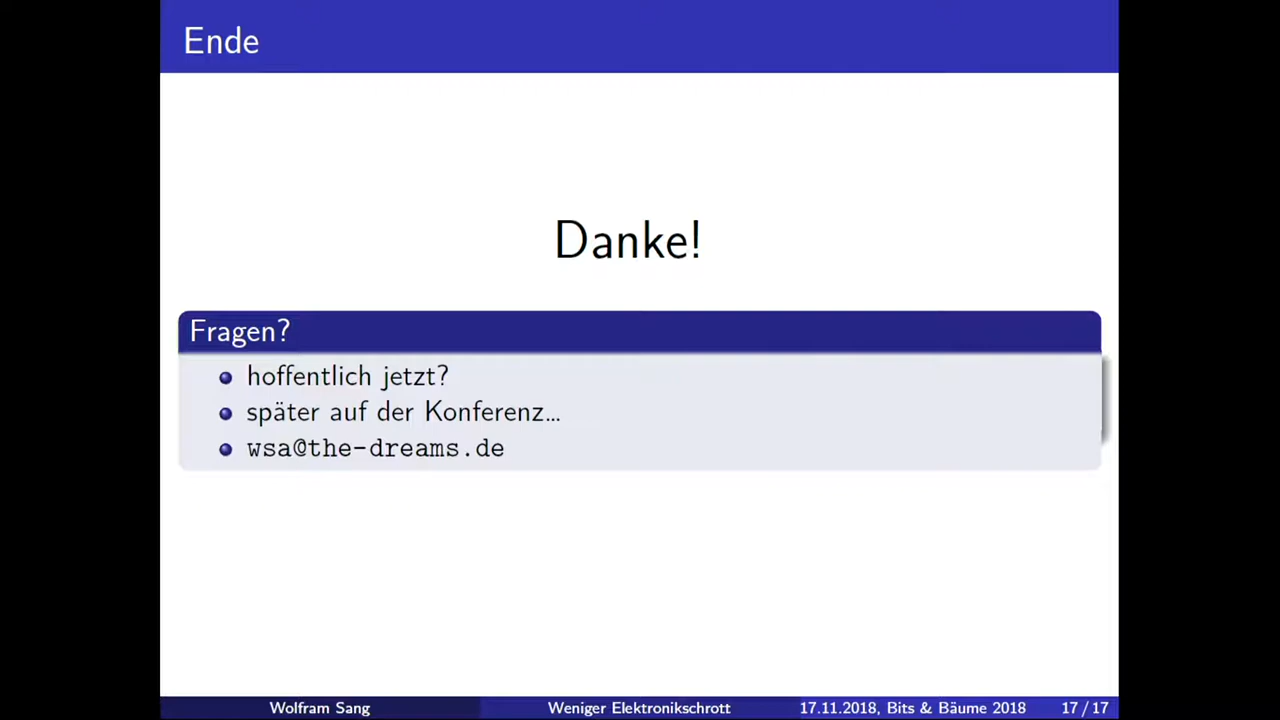 Ende
Danke!
Fragen?
hoffentlich jetzt?
später auf der Konferenz...
wsa@the-dreams.de
Wolfram Sang Weniger Elektronikschrott 17.11.2018, Bits & Bäume 2018 17 / 17